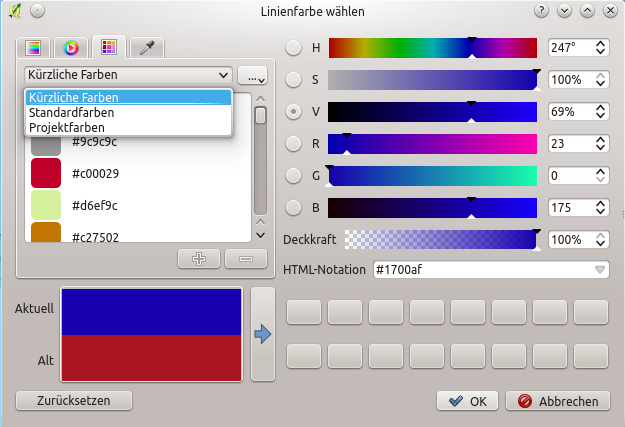 Linienfarbe wählen
Kürzliche Farben
...
Kürzliche Farben
Standardfarben
Projektfarben
#9c9c9c
#c00029
#d6ef9c
#c27502
H 247°
S 100%
V 69%
R 23
G 0
B 175
Deckkraft 100%
HTML-Notation #1700af
Aktuell
Alt
Zurücksetzen
OK
Abbrechen